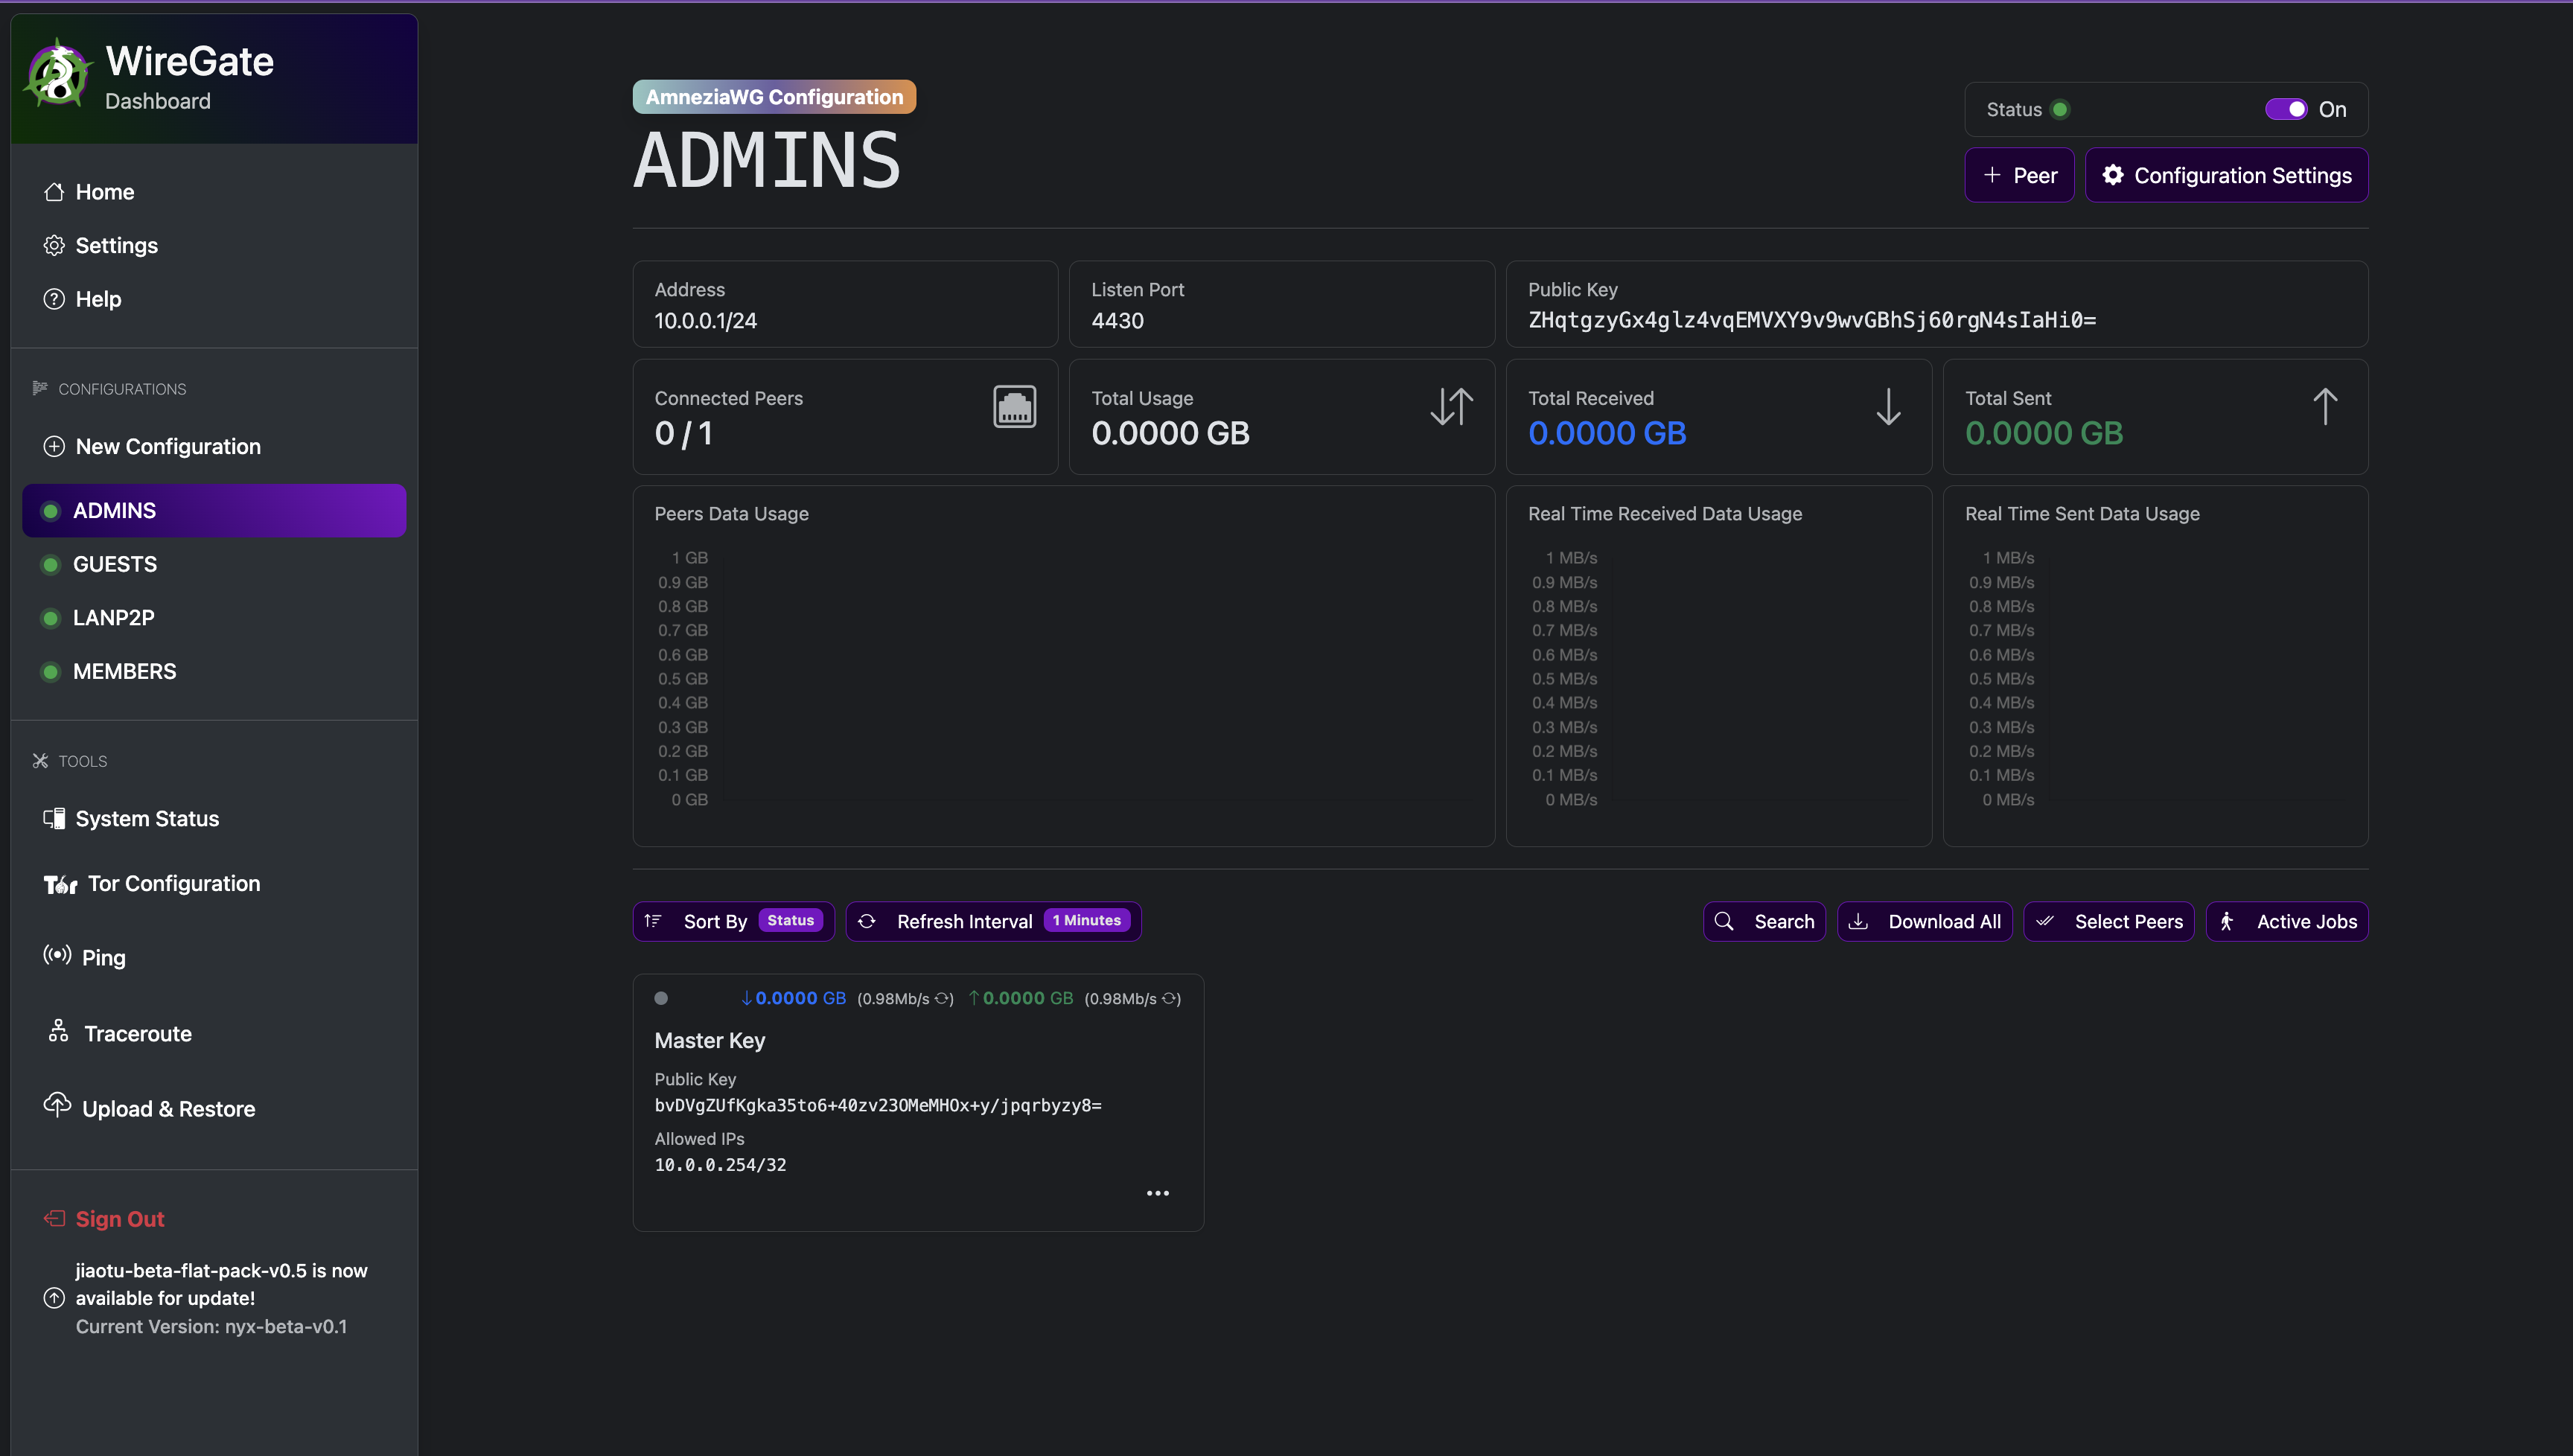 WireGate
Dashboard
Home
Settings
Help
CONFIGURATIONS
New Configuration
ADMINS
GUESTS
LANP2P
MEMBERS
TOOLS
System Status
Tor Tor Configuration
Ping
Traceroute
Upload & Restore
Sign Out
jiaotu-beta-flat-pack-v0.5 is now
available for update!
Current Version: nyx-beta-v0.1
AmneziaWG Configuration
ADMINS
Status On
Peer Configuration Settings
Address
10.0.0.1/24
Listen Port
4430
Public Key
ZHqtgzyGx4glz4vqEMVXY9v9wvGBhSj60rgN4sIaHi0=
Connected Peers
0 / 1
Total Usage
0.0000 GB
Total Received
0.0000 GB
Total Sent
0.0000 GB
Peers Data Usage
1 GB
0.9 GB
0.8 GB
0.7 GB
0.6 GB
0.5 GB
0.4 GB
0.3 GB
0.2 GB
0.1 GB
0 GB
Real Time Received Data Usage
1 MB/s
0.9 MB/s
0.8 MB/s
0.7 MB/s
0.6 MB/s
0.5 MB/s
0.4 MB/s
0.3 MB/s
0.2 MB/s
0.1 MB/s
0 MB/s
Real Time Sent Data Usage
1 MB/s
0.9 MB/s
0.8 MB/s
0.7 MB/s
0.6 MB/s
0.5 MB/s
0.4 MB/s
0.3 MB/s
0.2 MB/s
0.1 MB/s
0 MB/s
Sort By Status Refresh Interval 1 Minutes Search Download All Select Peers Active Jobs
↓0.0000 GB (0.98Mb/s ) ↑0.0000 GB (0.98Mb/s )
Master Key
Public Key
bvDVgZUfKgka35to6+40zv23OMeMHOx+y/jpqrbyzy8=
Allowed IPs
10.0.0.254/32